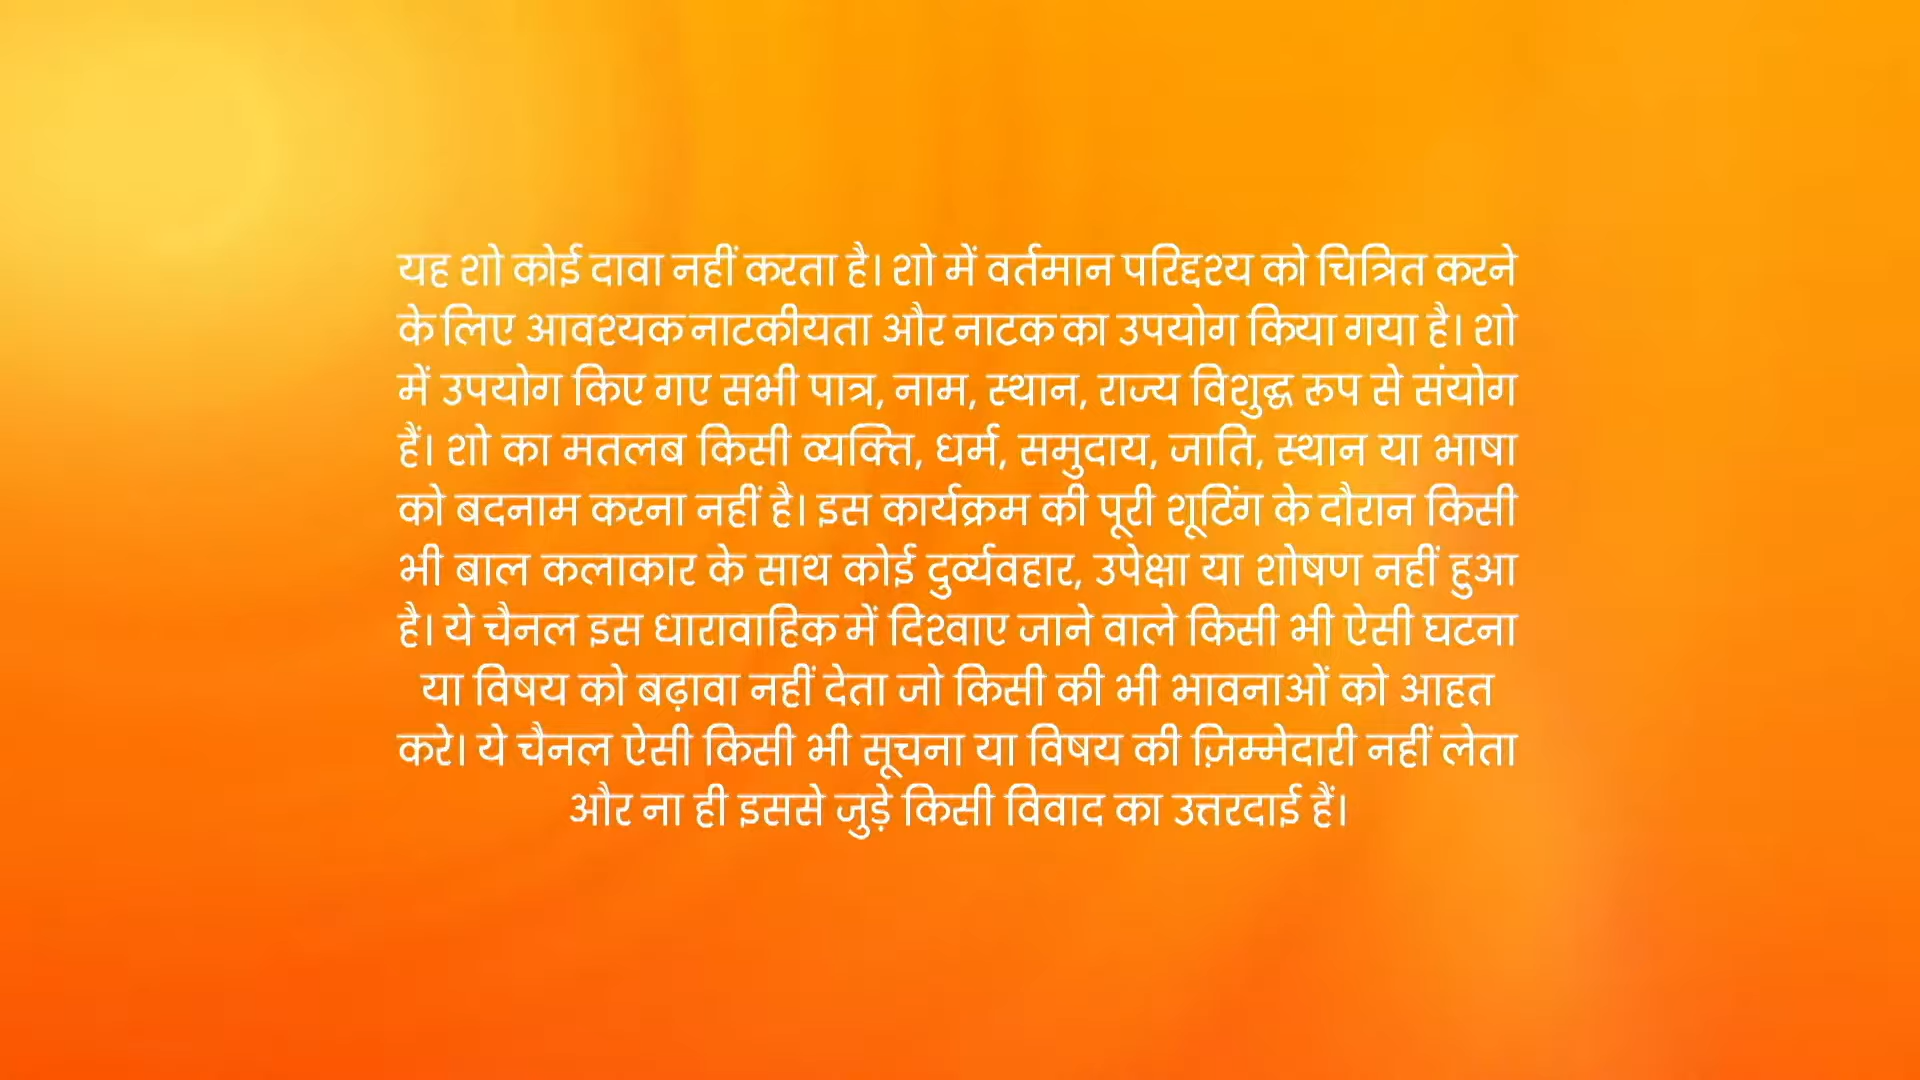 यह शो कोई दावा नहीं करता है। शो में वर्तमान परिद्दश्य को चित्रित करने
के लिए आवश्यक नाटकीयता और नाटक का उपयोग किया गया है। शो
में उपयोग किए गए सभी पात्र, नाम, स्थान, राज्य विशुद्ध रुप से संयोग
हैं। शो का मतलब किसी व्यक्ति, धर्म, समुदाय, जाति, स्थान या भाषा
को बदनाम करना नहीं है। इस कार्यक्रम की पूरी शूटिंग के दौरान किसी
भी बाल कलाकार के साथ कोई दुर्व्यवहार, उपेक्षा या शोषण नहीं हुआ
है। ये चैनल इस धारावाहिक में दिखाए जाने वाले किसी भी ऐसी घटना
या विषय को बढ़ावा नहीं देता जो किसी की भी भावनाओं को आहत
करे। ये चैनल ऐसी किसी भी सूचना या विषय की ज़िम्मेदारी नहीं लेता
और ना ही इससे जुड़े किसी विवाद का उत्तरदाई हैं।